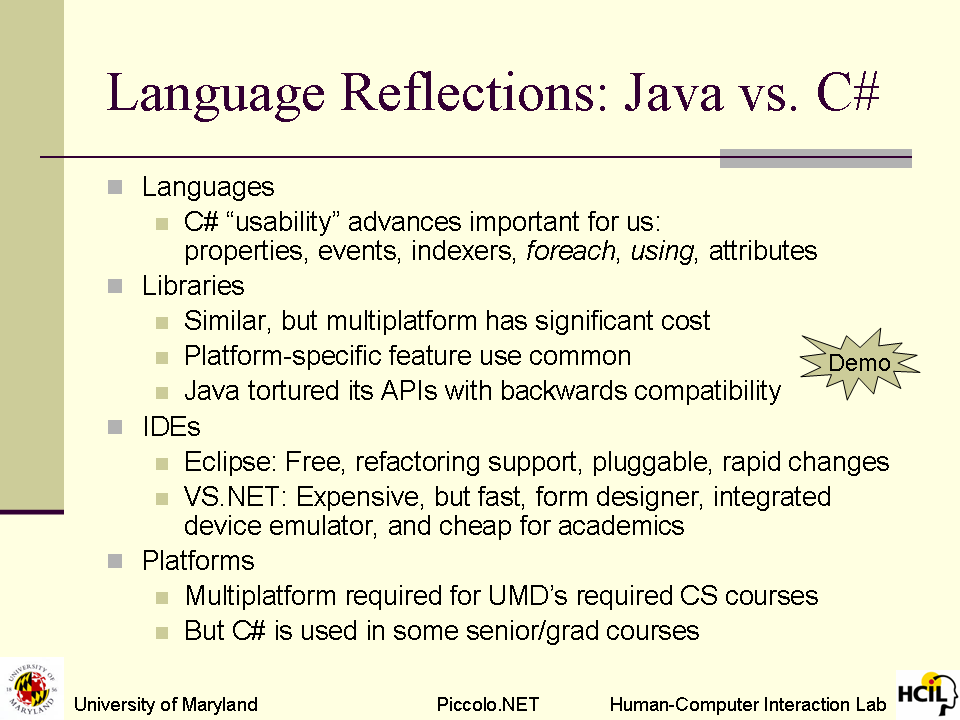 Language Reflections: Java vs. C#
Languages
C# “usability” advances important for us:
properties, events, indexers, foreach, using, attributes
Libraries
Similar, but multiplatform has significant cost
Platform-specific feature use common
Java tortured its APIs with backwards compatibility
Demo
IDEs
Eclipse: Free, refactoring support, pluggable, rapid changes
VS.NET: Expensive, but fast, form designer, integrated
device emulator, and cheap for academics
Platforms
Multiplatform required for UMD’s required CS courses
But C# is used in some senior/grad courses
UNIVERSITY OF
18 56
MARYLAND
University of Maryland
Piccolo.NET
Human-Computer Interaction Lab
HCIL